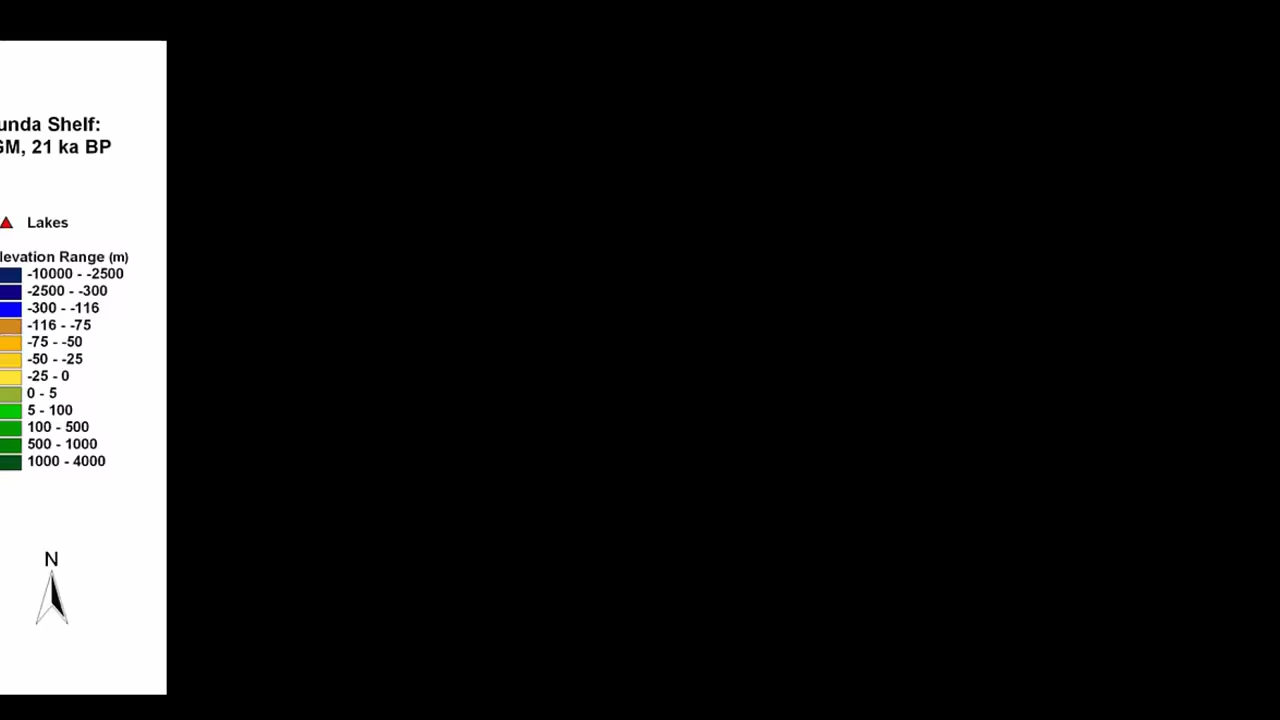 unda Shelf:
GM, 21 ka BP
Lakes
levation Range (m)
-10000 - -2500
-2500 - -300
-300 - -116
-116 - -75
-75 - -50
-50 - -25
-25 - 0
0 - 5
5 - 100
100 - 500
500 - 1000
1000 - 4000
N